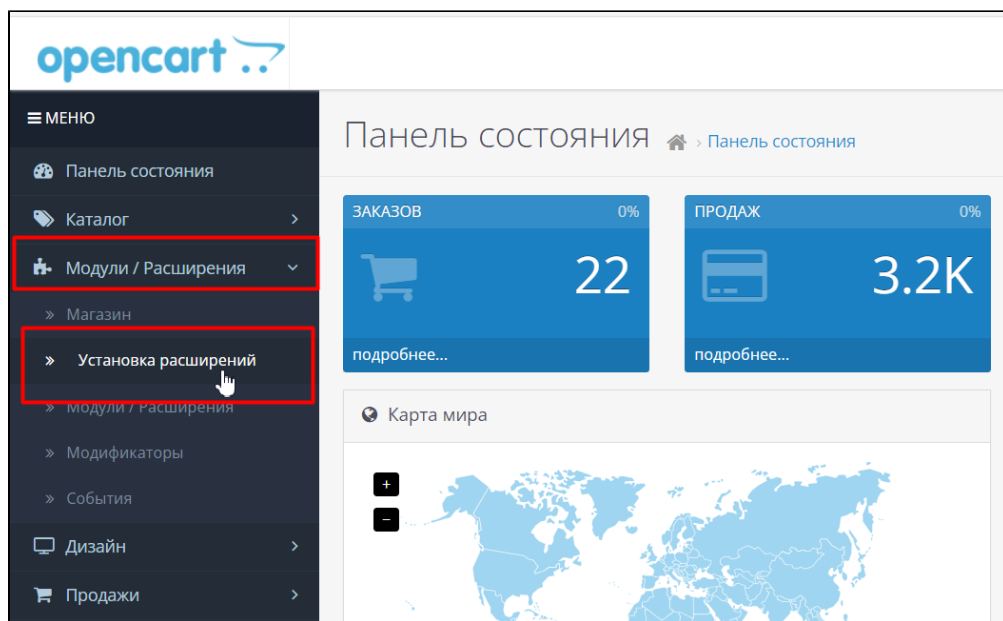 opencart
МЕНЮ
Панель состояния
Каталог
Модули / Расширения
Магазин
Установка расширений
Модули / Расширения
Модификаторы
События
Дизайн
Продажи
Панель состояния
› Панель состояния
ЗАКАЗОВ 0%
22
подробнее...
ПРОДАЖ 0%
3.2K
подробнее...
Карта мира
+
−